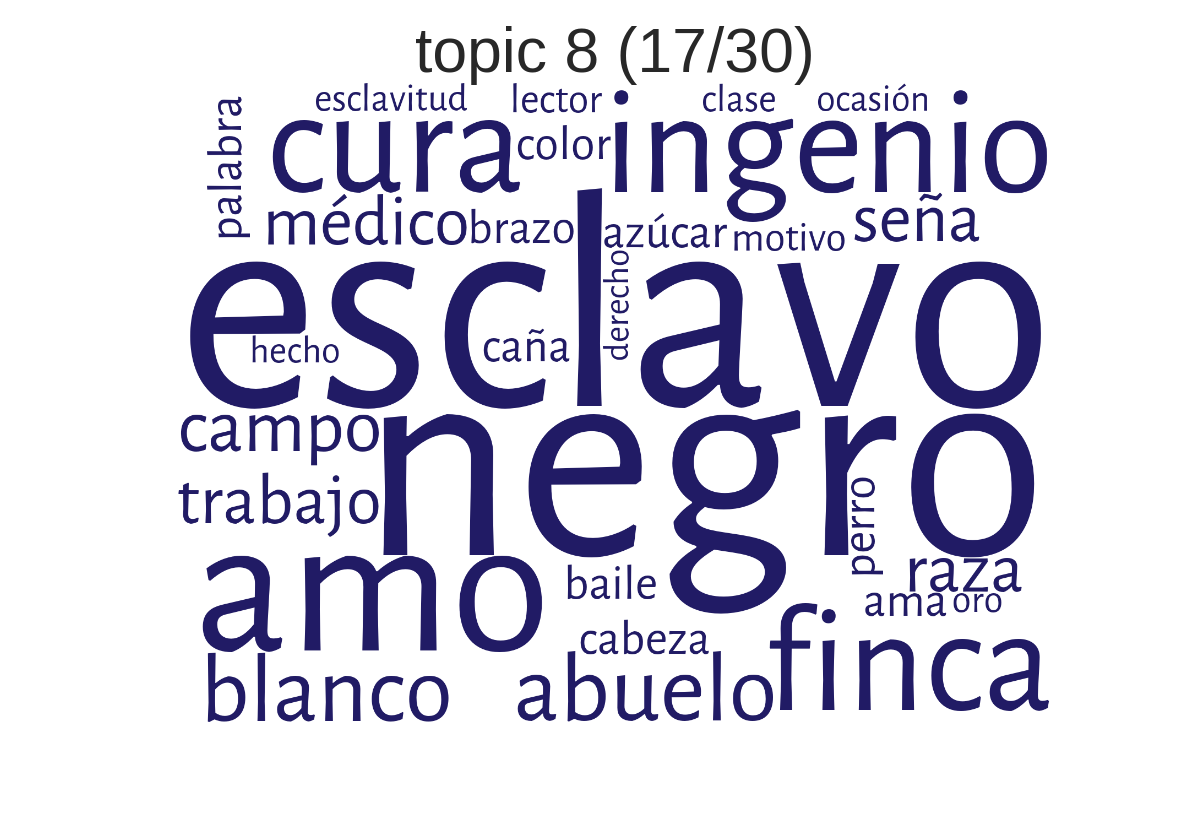 topic 8 (17/30)
palabra
esclavitud
lector
clase
ocasión
cura
color
ingenio
médico
brazo
azúcar
motivo
seña
esclavo
hecho
caña
derecho
campo
negro
trabajo
perro
amo
baile
raza
ama
oro
cabeza
finca
blanco
abuelo